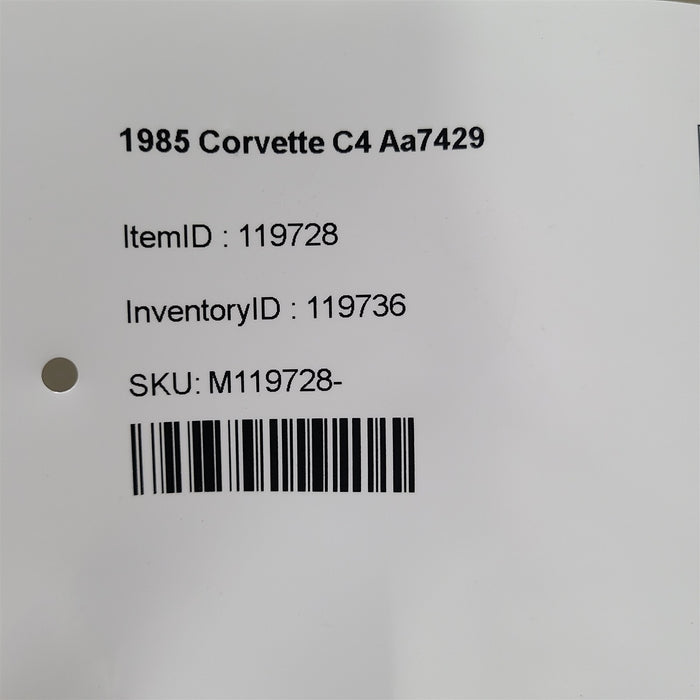 1985 Corvette C4 Aa7429
ItemID : 119728
InventoryID : 119736
SKU: M119728-